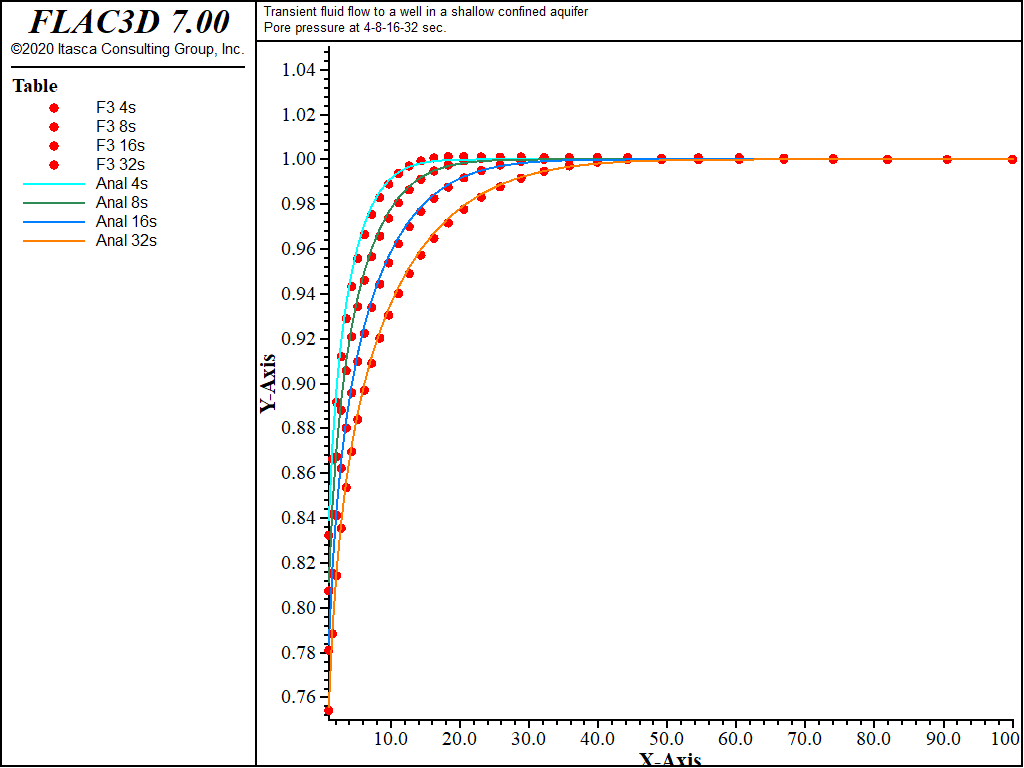 FLAC3D 7.00
©2020 Itasca Consulting Group, Inc.
Table
F3 4s
F3 8s
F3 16s
F3 32s
Anal 4s
Anal 8s
Anal 16s
Anal 32s
Transient fluid flow to a well in a shallow confined aquifer
Pore pressure at 4-8-16-32 sec.
1.04
1.02
1.00
0.98
0.96
0.94
0.92
0.90
0.88
0.86
0.84
0.82
0.80
0.78
0.76
Y-Axis
10.0 20.0 30.0 40.0 50.0 60.0 70.0 80.0 90.0 100
X-Axis